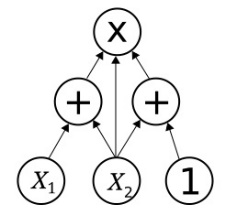 x
+ +
X₁ X₂ 1